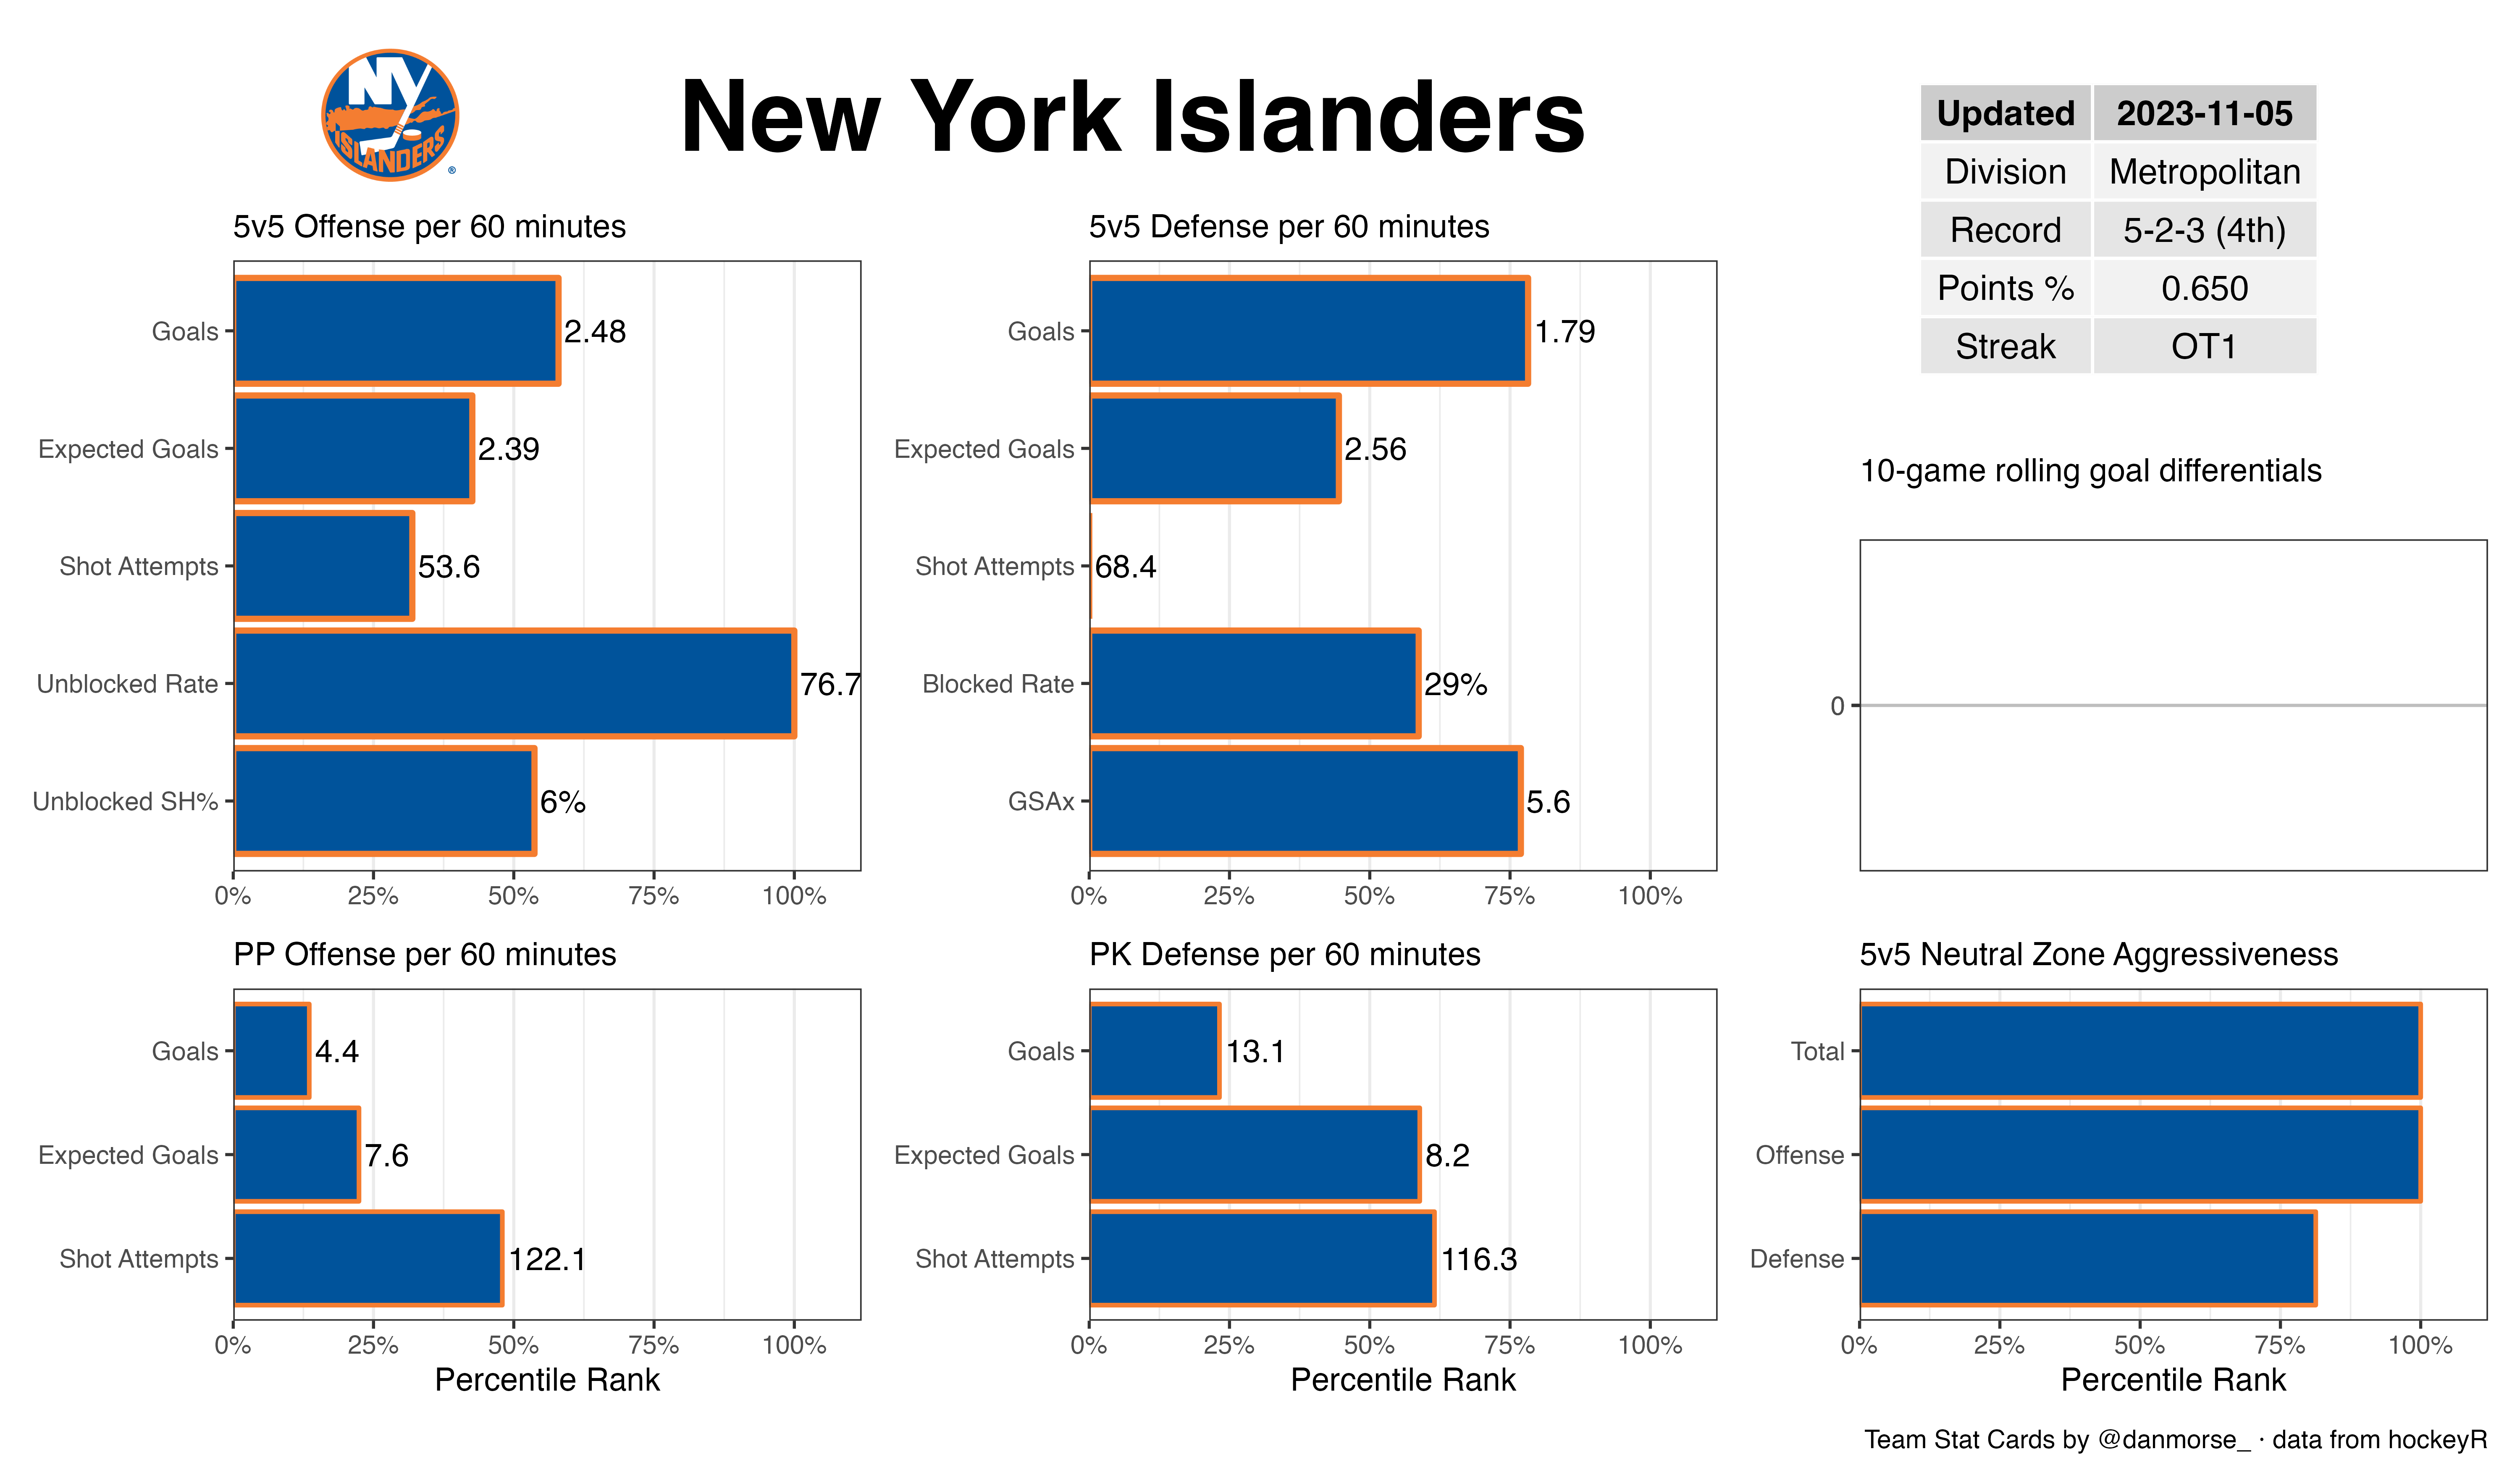 NY
ISLANDERS
®
New York Islanders
Updated 2023-11-05
Division Metropolitan
Record 5-2-3 (4th)
Points % 0.650
Streak OT1
5v5 Offense per 60 minutes
Goals 2.48
Expected Goals 2.39
Shot Attempts 53.6
Unblocked Rate 76.7
Unblocked SH% 6%
0% 25% 50% 75% 100%
5v5 Defense per 60 minutes
Goals 1.79
Expected Goals 2.56
Shot Attempts 68.4
Blocked Rate 29%
GSAx 5.6
0% 25% 50% 75% 100%
10-game rolling goal differentials
0
PP Offense per 60 minutes
Goals 4.4
Expected Goals 7.6
Shot Attempts 122.1
0% 25% 50% 75% 100%
Percentile Rank
PK Defense per 60 minutes
Goals 13.1
Expected Goals 8.2
Shot Attempts 116.3
0% 25% 50% 75% 100%
Percentile Rank
5v5 Neutral Zone Aggressiveness
Total
Offense
Defense
0% 25% 50% 75% 100%
Percentile Rank
Team Stat Cards by @danmorse_ · data from hockeyR